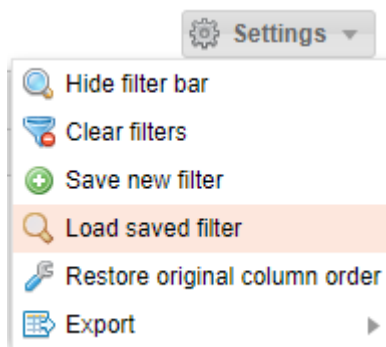 Settings
Hide filter bar
Clear filters
Save new filter
Load saved filter
Restore original column order
Export